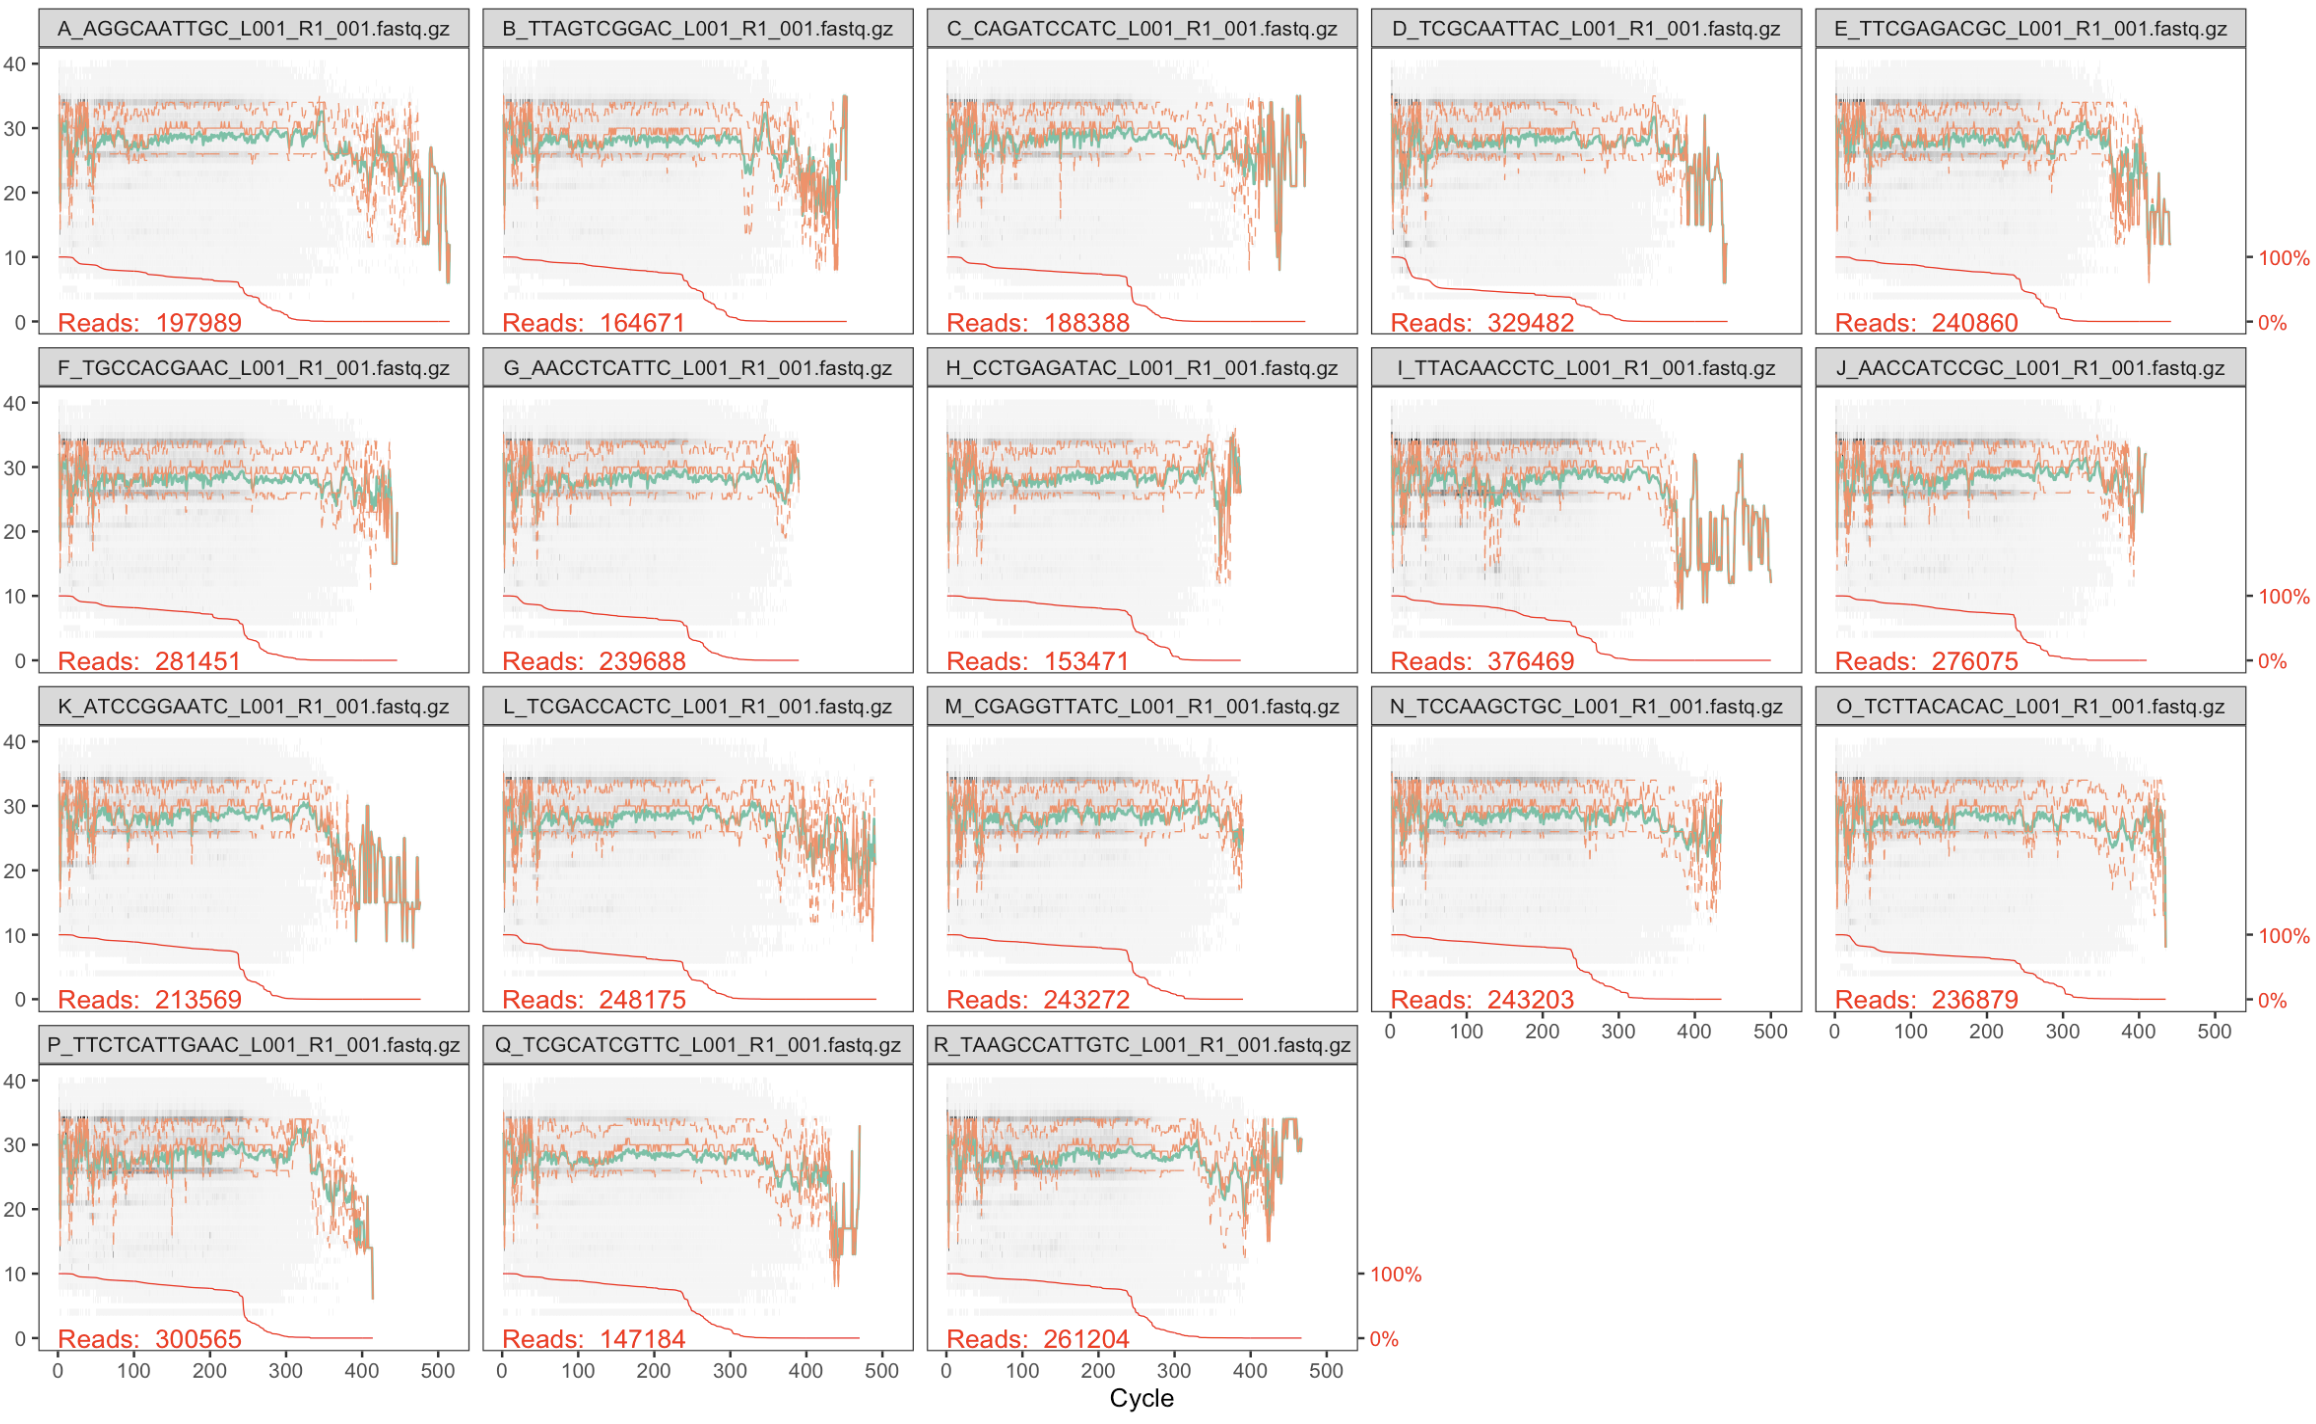 A_AGGCAATTGC_L001_R1_001.fastq.gz
B_TTAGTCGGAC_L001_R1_001.fastq.gz
C_CAGATCCATC_L001_R1_001.fastq.gz
D_TCGCAATTAC_L001_R1_001.fastq.gz
E_TTCGAGACGC_L001_R1_001.fastq.gz
40
30
20
10
0
Reads: 197989
Reads: 164671
Reads: 188388
Reads: 329482
Reads: 240860
100%
0%
F_TGCCACGAAC_L001_R1_001.fastq.gz
G_AACCTCATTC_L001_R1_001.fastq.gz
H_CCTGAGATAC_L001_R1_001.fastq.gz
I_TTACAACCTC_L001_R1_001.fastq.gz
J_AACCATCCGC_L001_R1_001.fastq.gz
40
30
20
10
0
Reads: 281451
Reads: 239688
Reads: 153471
Reads: 376469
Reads: 276075
100%
0%
K_ATCCGGAATC_L001_R1_001.fastq.gz
L_TCGACCACTC_L001_R1_001.fastq.gz
M_CGAGGTTATC_L001_R1_001.fastq.gz
N_TCCAAGCTGC_L001_R1_001.fastq.gz
O_TCTTACACAC_L001_R1_001.fastq.gz
40
30
20
10
0
Reads: 213569
Reads: 248175
Reads: 243272
Reads: 243203
Reads: 236879
100%
0%
0 100 200 300 400 500
0 100 200 300 400 500
P_TTCTCATTGAAC_L001_R1_001.fastq.gz
Q_TCGCATCGTTC_L001_R1_001.fastq.gz
R_TAAGCCATTGTC_L001_R1_001.fastq.gz
40
30
20
10
0
Reads: 300565
Reads: 147184
Reads: 261204
100%
0%
0 100 200 300 400 500
0 100 200 300 400 500
0 100 200 300 400 500
Cycle